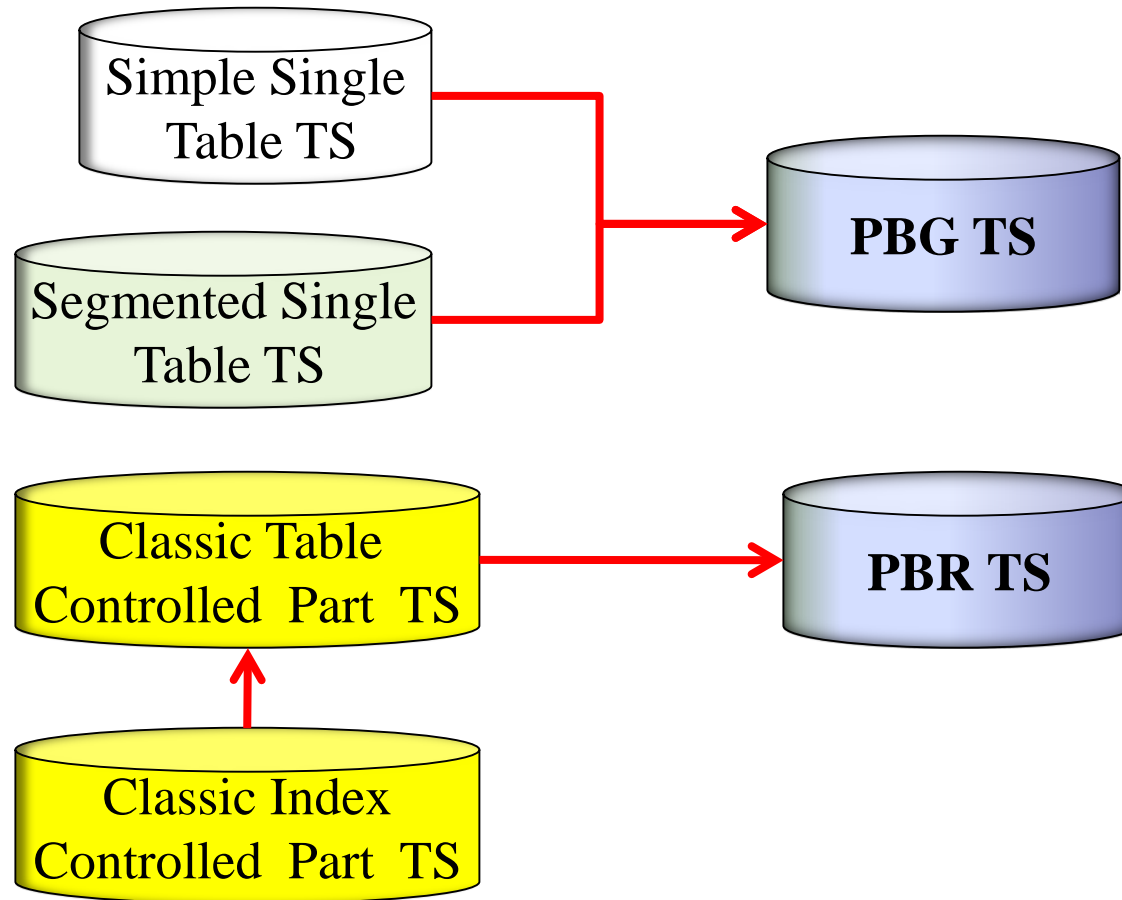 Simple Single
Table TS
Segmented Single
Table TS
PBG TS
Classic Table
Controlled Part TS
PBR TS
Classic Index
Controlled Part TS